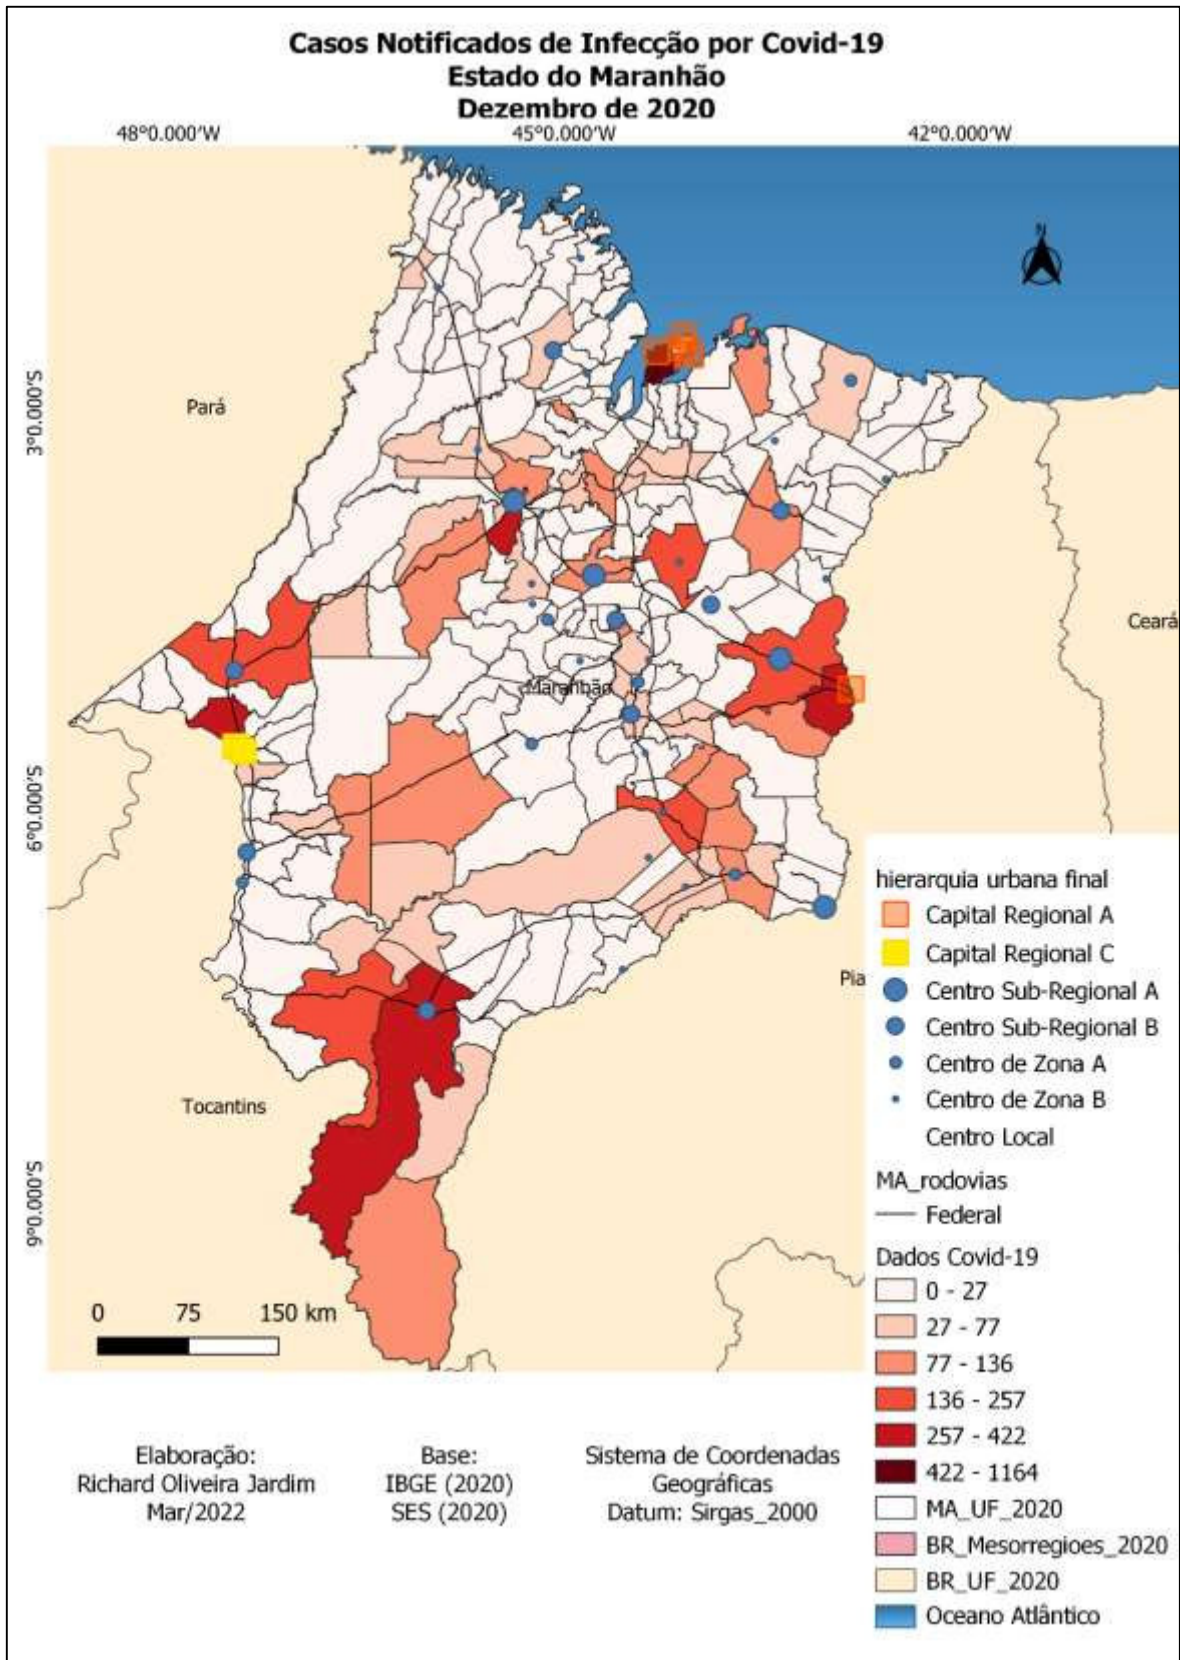 Casos Notificados de Infecção por Covid-19
Estado do Maranhão
Dezembro de 2020
48°0.000'W
45°0.000'W
42°0.000'W
N
3°0.000'S
Pará
Ceará
Maranhão
6°0.000'S
Pia
Tocantins
9°0.000'S
0 75 150 km
hierarquia urbana final
Capital Regional A
Capital Regional C
Centro Sub-Regional A
Centro Sub-Regional B
Centro de Zona A
Centro de Zona B
Centro Local
MA_rodovias
Federal
Dados Covid-19
0 - 27
27 - 77
77 - 136
136 - 257
257 - 422
422 - 1164
MA_UF_2020
BR_Mesorregioes_2020
BR_UF_2020
Oceano Atlântico
Elaboração:
Richard Oliveira Jardim
Mar/2022
Base:
IBGE (2020)
SES (2020)
Sistema de Coordenadas
Geográficas
Datum: Sirgas_2000